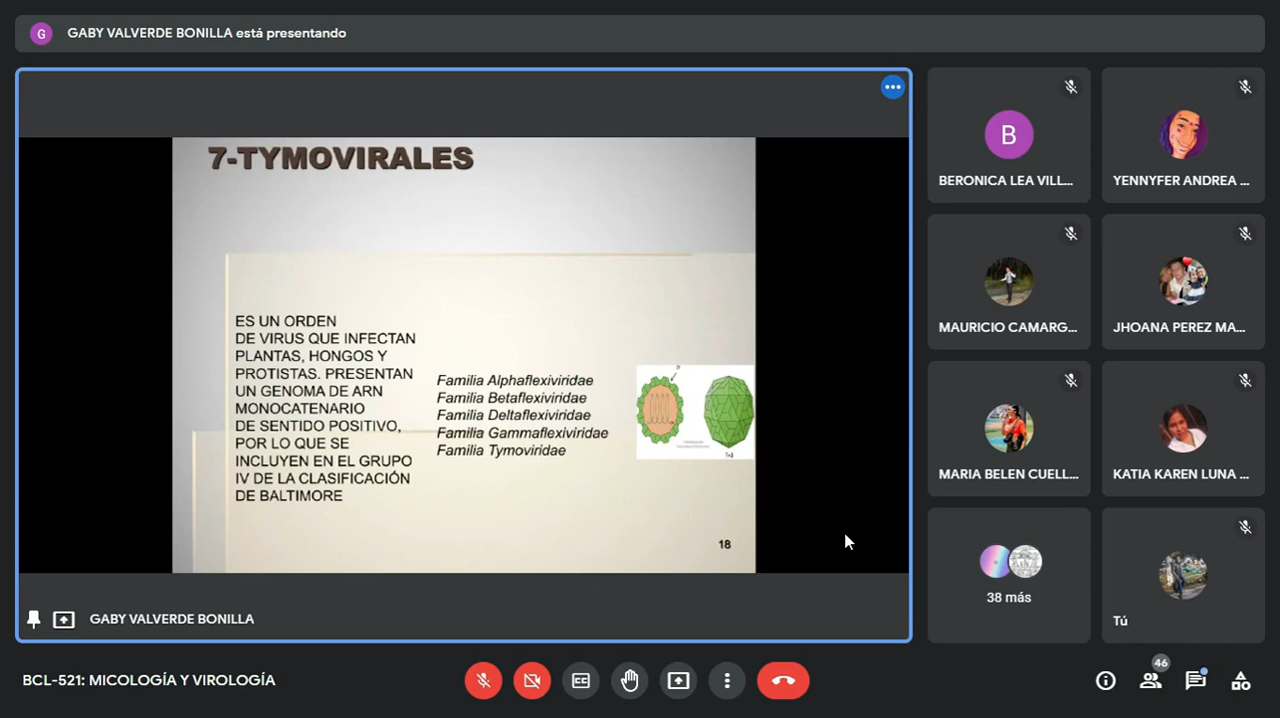 G
GABY VALVERDE BONILLA está presentando
7-TYMOVIRALES
ES UN ORDEN
DE VIRUS QUE INFECTAN
PLANTAS, HONGOS Y
PROTISTAS. PRESENTAN
UN GENOMA DE ARN
MONOCATENARIO
DE SENTIDO POSITIVO,
POR LO QUE SE
INCLUYEN EN EL GRUPO
IV DE LA CLASIFICACIÓN
DE BALTIMORE
Familia Alphaflexiviridae
Familia Betaflexiviridae
Familia Deltaflexiviridae
Familia Gammaflexiviridae
Familia Tymoviridae
18
GABY VALVERDE BONILLA
B
BERONICA LEA VILL...
YENNYFER ANDREA ...
MAURICIO CAMARG...
JHOANA PEREZ MA...
MARIA BELEN CUELL...
KATIA KAREN LUNA ...
38 más
Tú
BCL-521: MICOLOGÍA Y VIROLOGÍA
CC
46